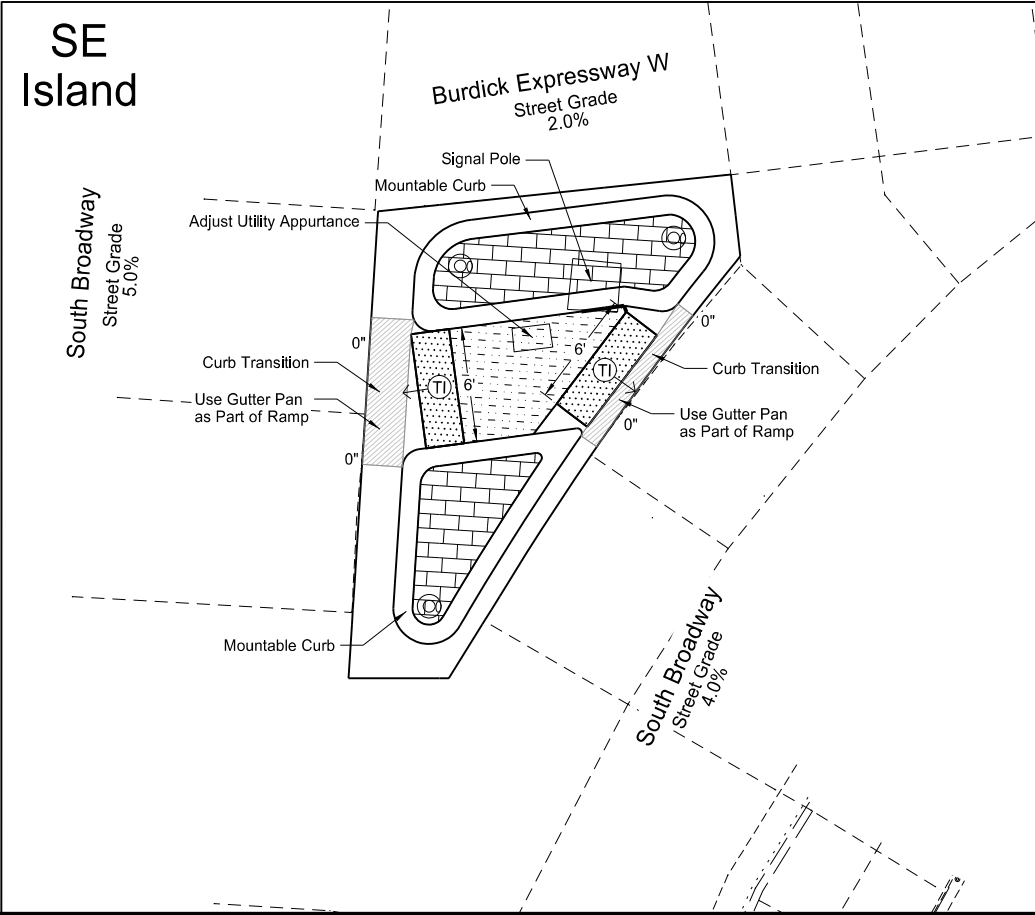 SE
Island
Burdick Expressway W
Street Grade
2.0%
Signal Pole
Mountable Curb
Adjust Utility Appurtance
South Broadway
Street Grade
5.0%
0"
0"
Curb Transition
6'
6'
TI
TI
Curb Transition
Use Gutter Pan
as Part of Ramp
Use Gutter Pan
as Part of Ramp
0"
0"
Mountable Curb
South Broadway
Street Grade
4.0%